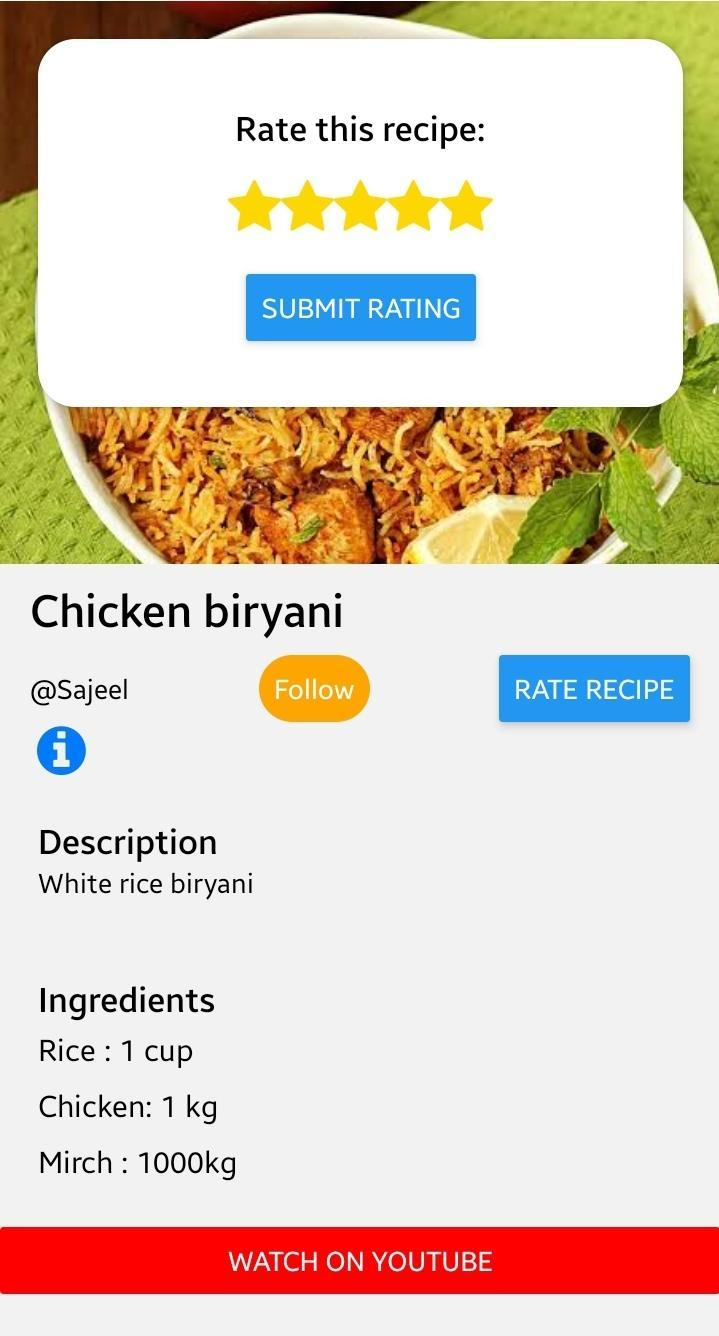 Rate this recipe:
SUBMIT RATING
Chicken biryani
@Sajeel
Follow
RATE RECIPE
Description
White rice biryani
Ingredients
Rice : 1 cup
Chicken: 1 kg
Mirch : 1000kg
WATCH ON YOUTUBE